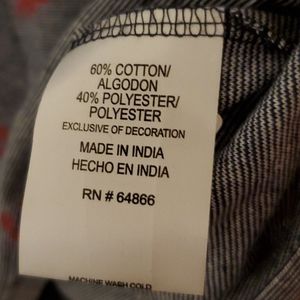 60% COTTON/
ALGODON
40% POLYESTER/
POLYESTER
EXCLUSIVE OF DECORATION
MADE IN INDIA
HECHO EN INDIA
RN # 64866
MACHINE WASH COLD